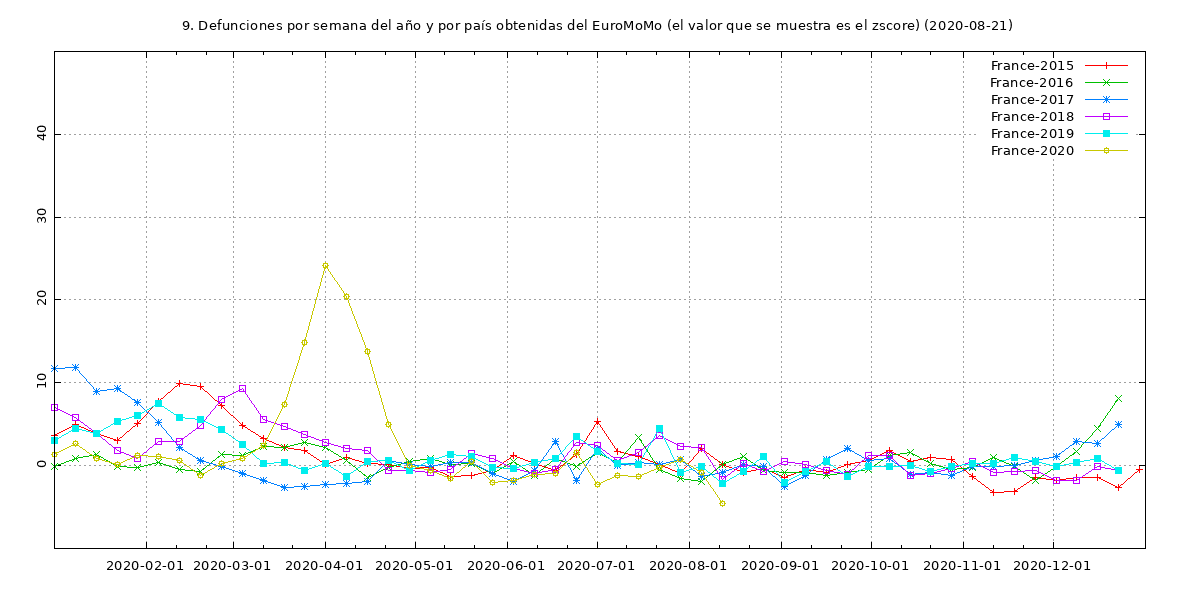 9. Defunciones por semana del año y por país obtenidas del EuroMoMo (el valor que se muestra es el zscore) (2020-08-21)
France-2015
France-2016
France-2017
France-2018
France-2019
France-2020
40
30
20
10
0
2020-02-01 2020-03-01 2020-04-01 2020-05-01 2020-06-01 2020-07-01 2020-08-01 2020-09-01 2020-10-01 2020-11-01 2020-12-01